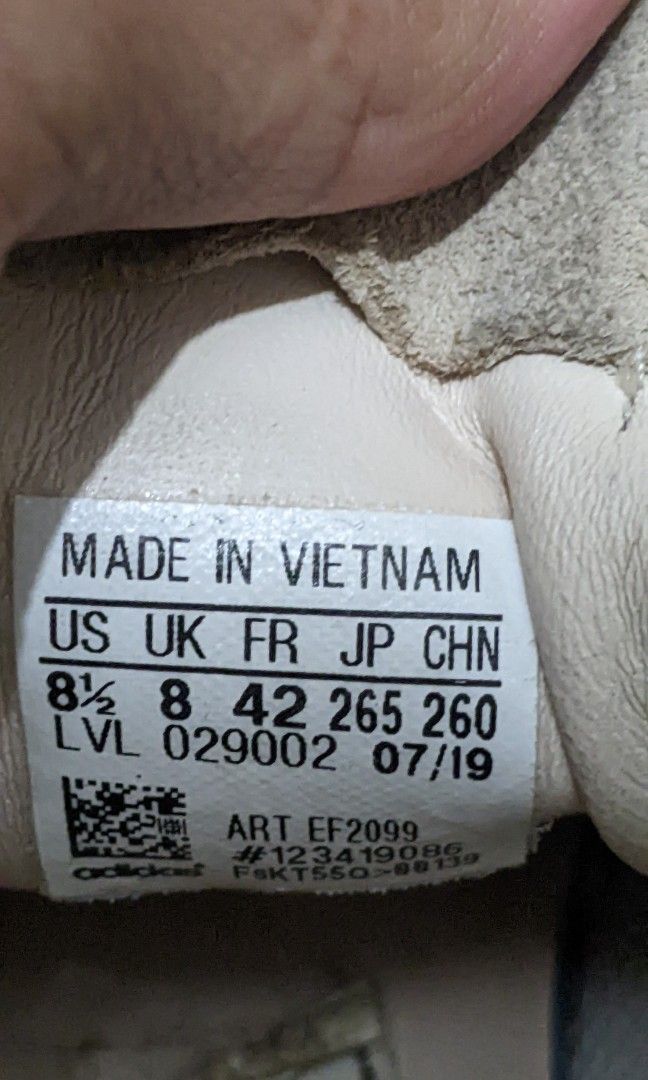 MADE IN VIETNAM
US UK FR JP CHN
8½ 8 42 265 260
LVL 029002 07/19
ART EF2099
#123419086
adidas